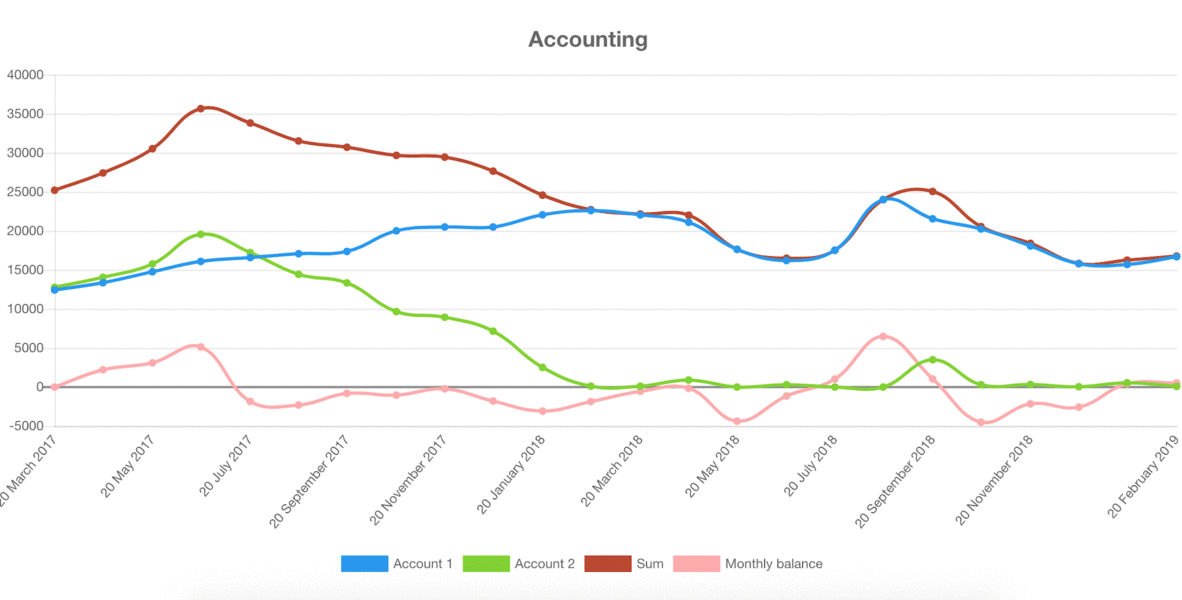 Accounting
40000
35000
30000
25000
20000
15000
10000
5000
0
-5000
20 March 2017
20 May 2017
20 July 2017
20 September 2017
20 November 2017
20 January 2018
20 March 2018
20 May 2018
20 July 2018
20 September 2018
20 November 2018
20 February 2019
Account 1
Account 2
Sum
Monthly balance